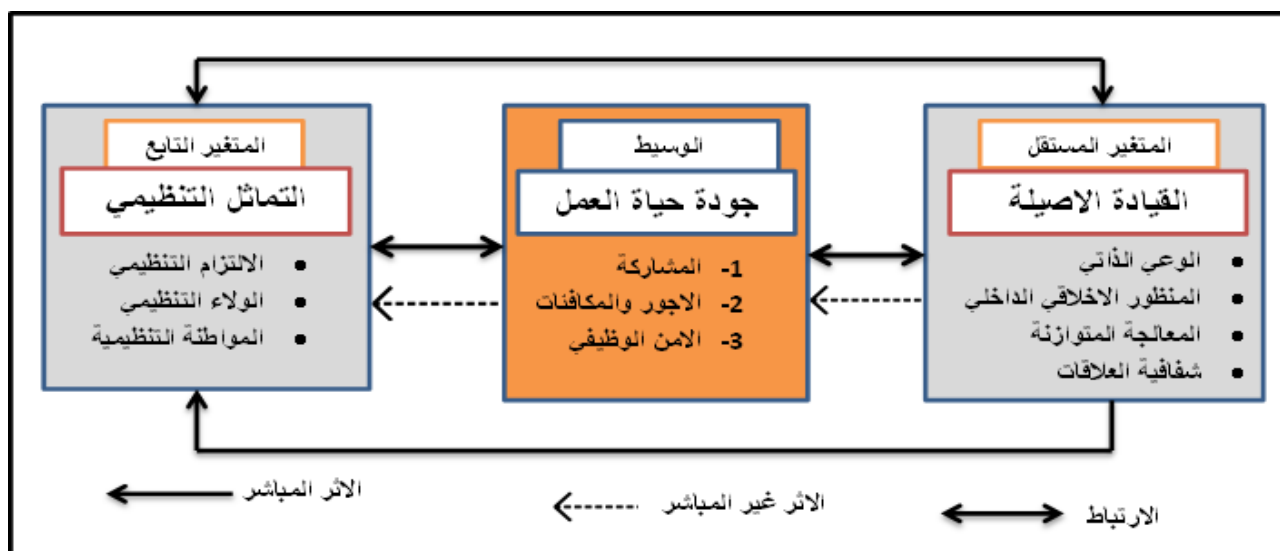 المتغير المستقل
القيادة الاصيلة
• الوعي الذاتي
• المنظور الاخلاقي الداخلي
• المعالجة المتوازنة
• شفافية العلاقات
الوسيط
جودة حياة العمل
1- المشاركة
2- الاجور والمكافئات
3- الامن الوظيفي
المتغير التابع
التماثل التنظيمي
• الالتزام التنظيمي
• الولاء التنظيمي
• المواطنة التنظيمية
الارتباط
الاثر غير المباشر
الاثر المباشر